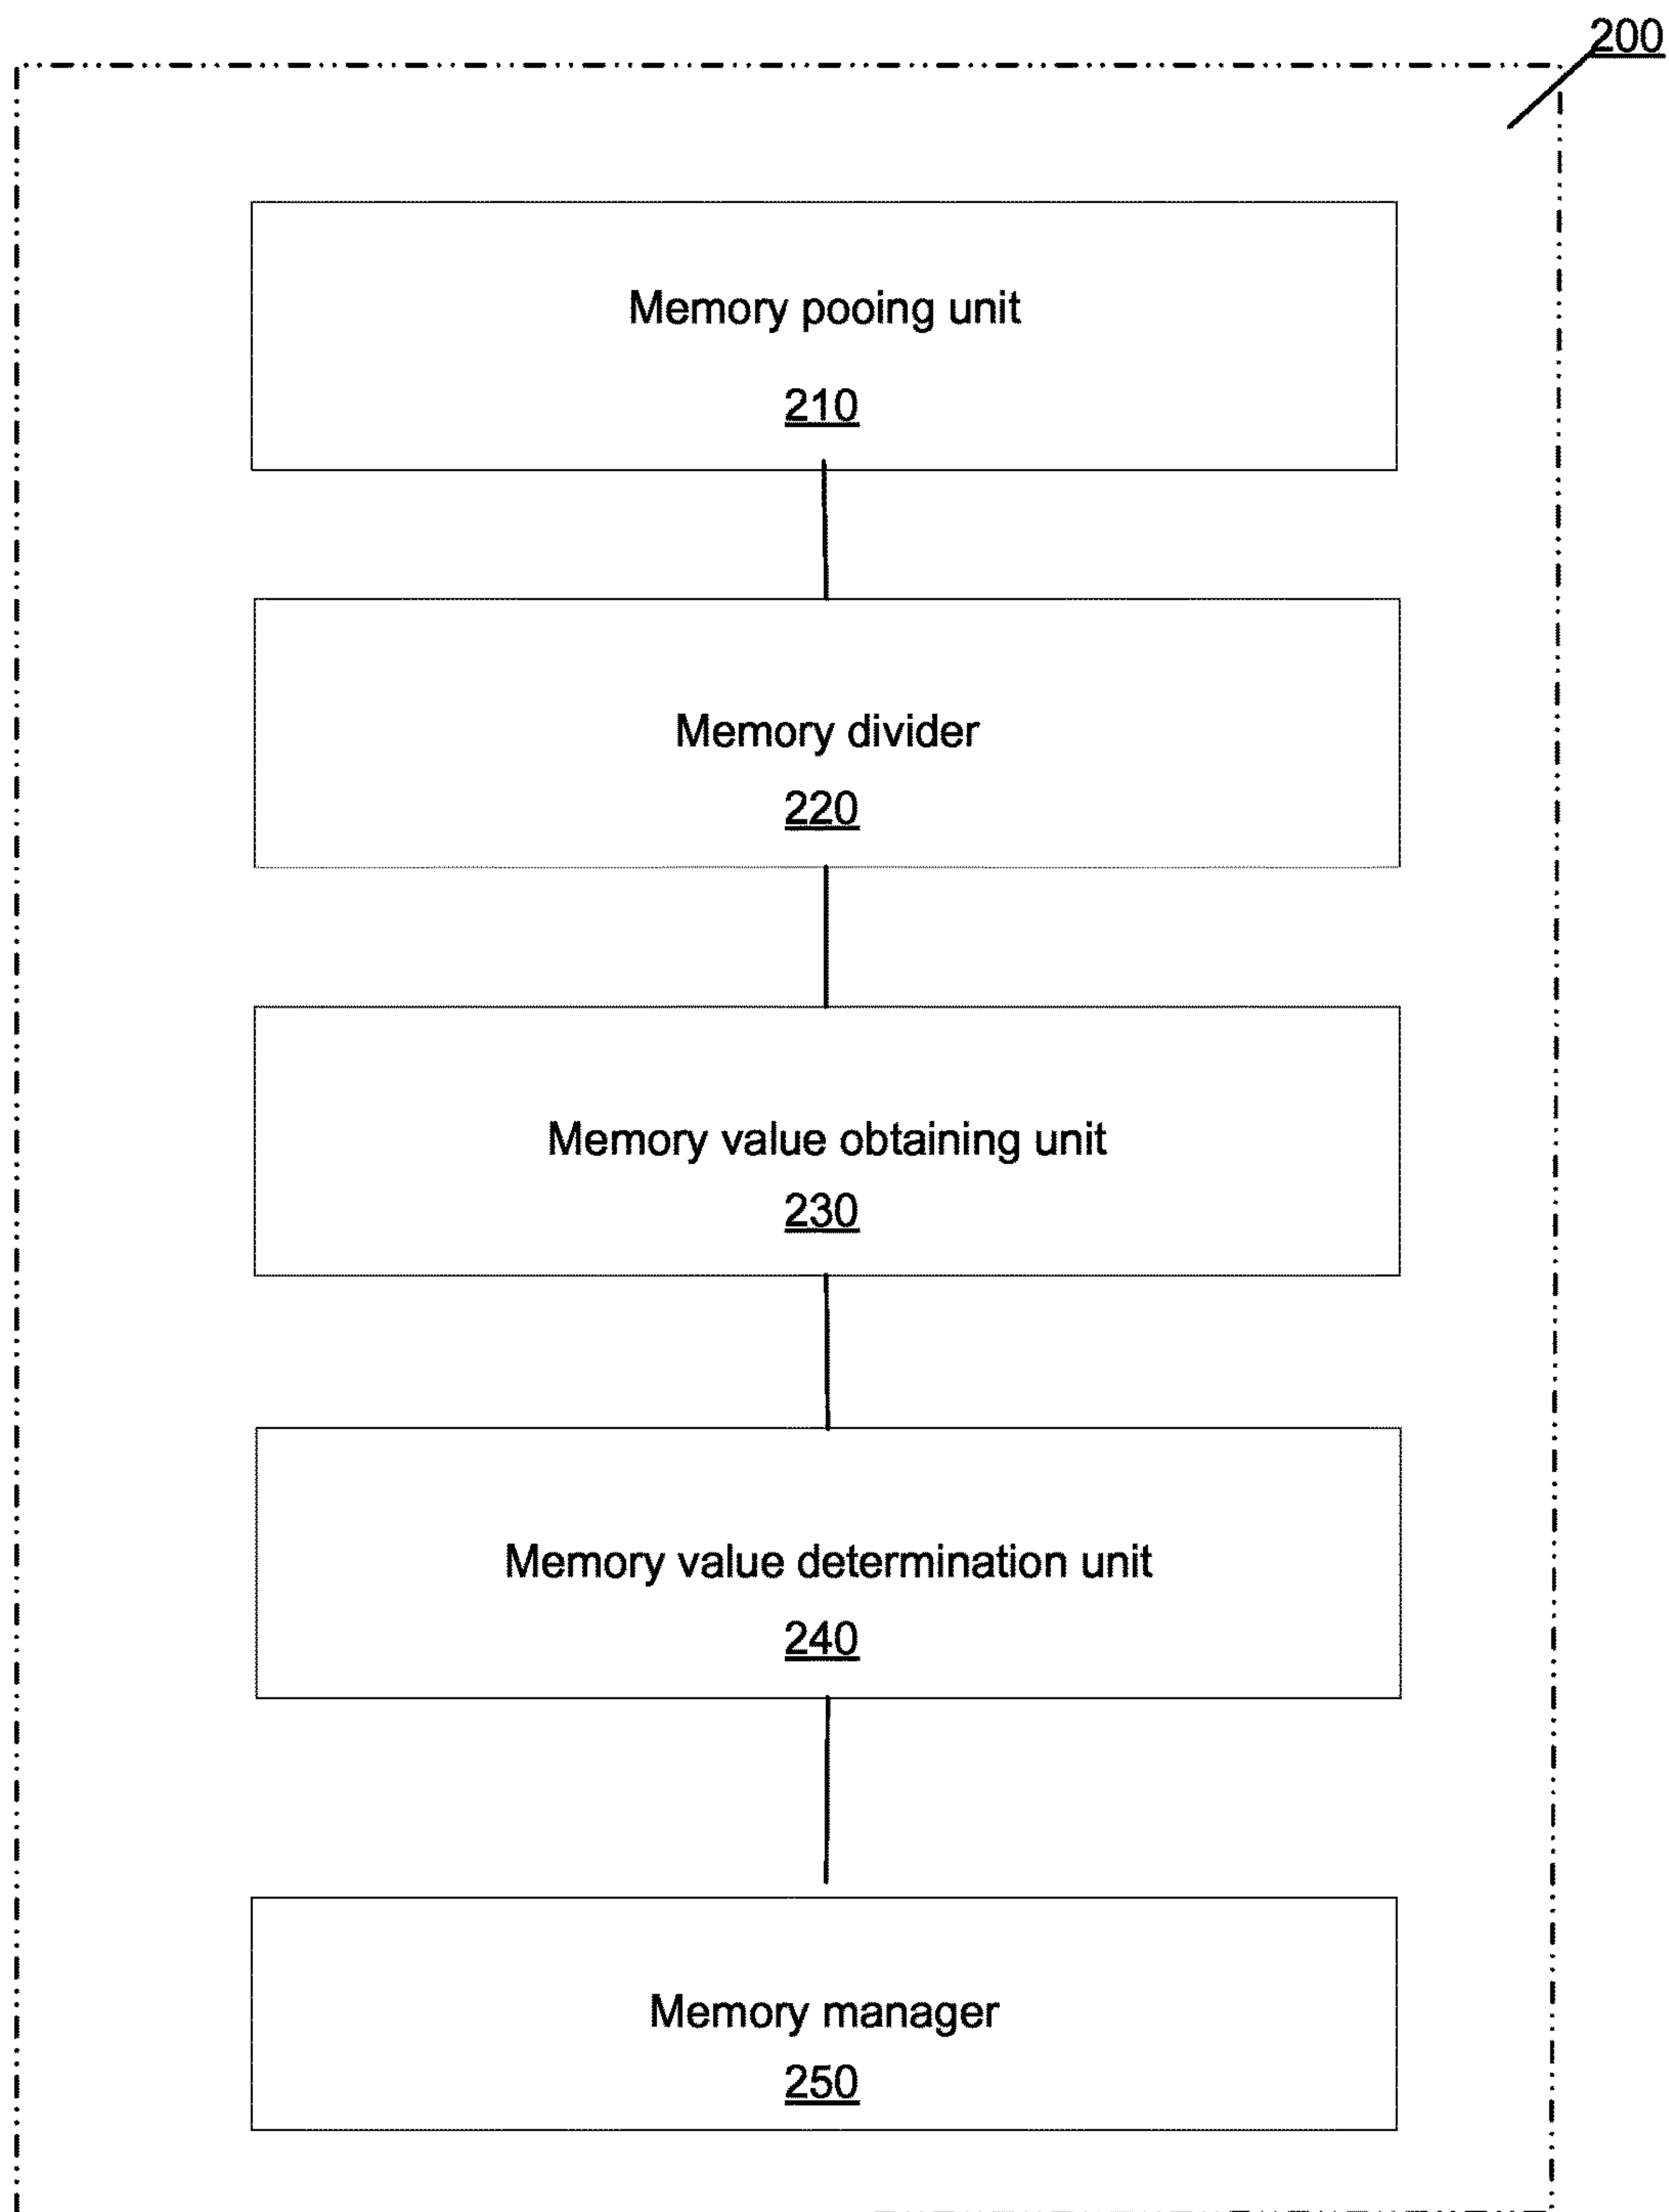 200
Memory pooing unit
210
Memory divider
220
Memory value obtaining unit
230
Memory value determination unit
240
Memory manager
250